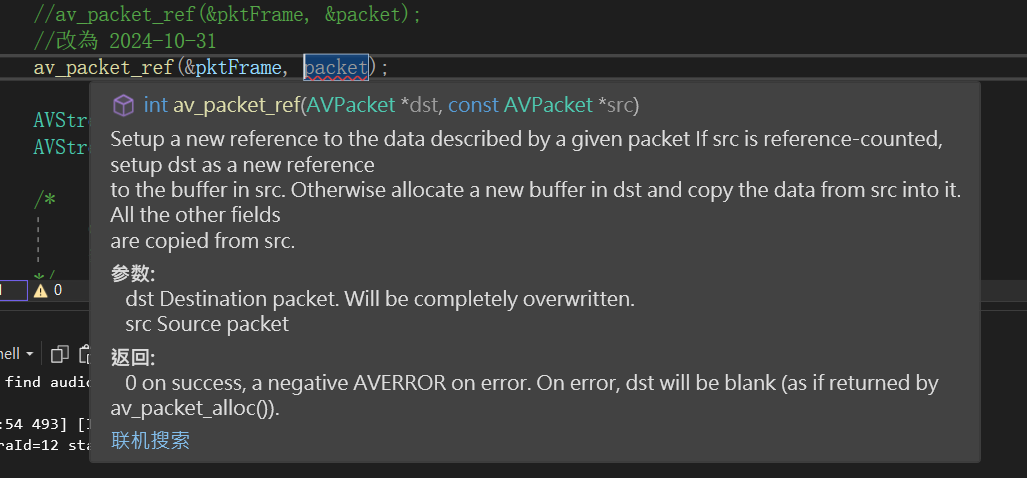 //av_packet_ref(&pktFrame, &packet);
//改為 2024-10-31
av_packet_ref(&pktFrame, packet);
int av_packet_ref(AVPacket *dst, const AVPacket *src)
AVStre
Setup a new reference to the data described by a given packet If src is reference-counted,
AVStre
setup dst as a new reference
to the buffer in src. Otherwise allocate a new buffer in dst and copy the data from src into it.
/*
All the other fields
are copied from src.
*/
参数:
0
dst Destination packet. Will be completely overwritten.
src Source packet
返回:
find audio
0 on success, a negative AVERROR on error. On error, dst will be blank (as if returned by
av_packet_alloc()).
:54 493] [I
raId=12 sta
联机搜索